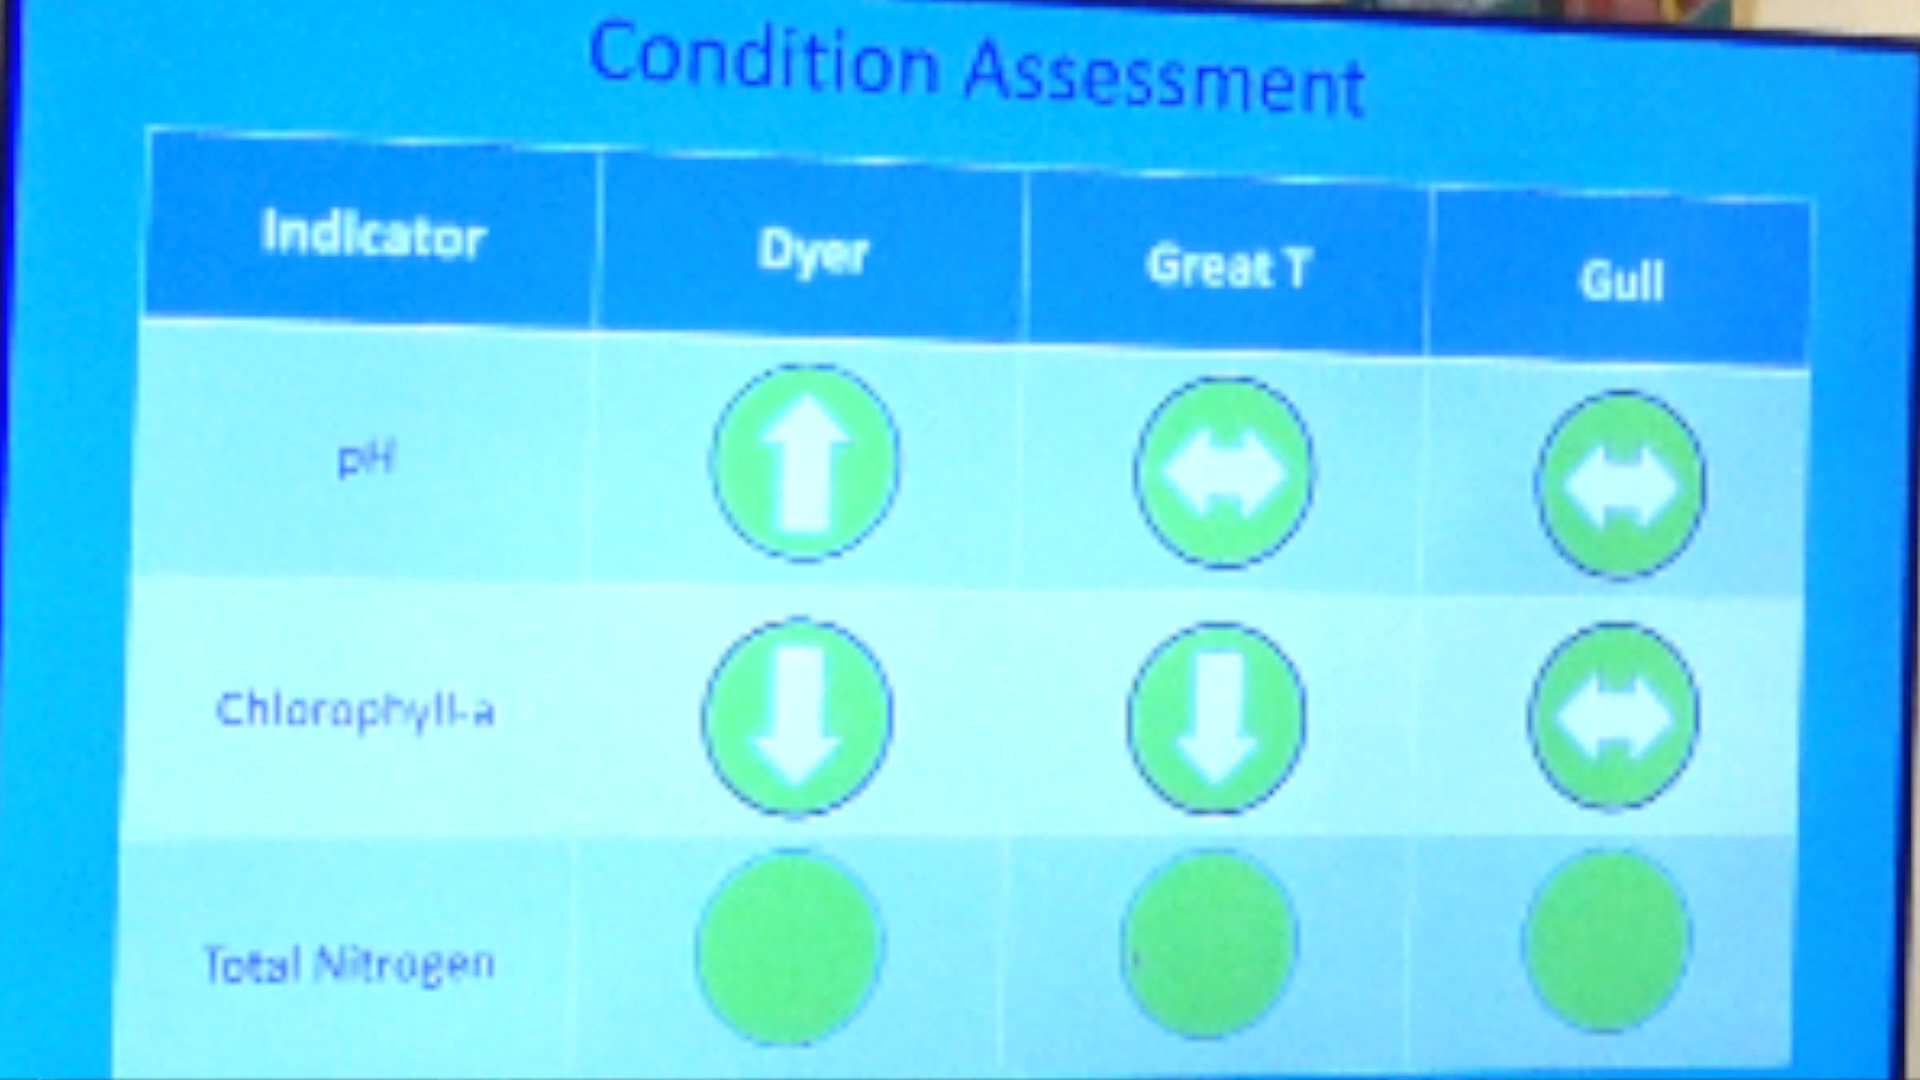 Condition Assessment
Indicator Dyer Great T Gull
pH
Chlorophyll-a
Total Nitrogen